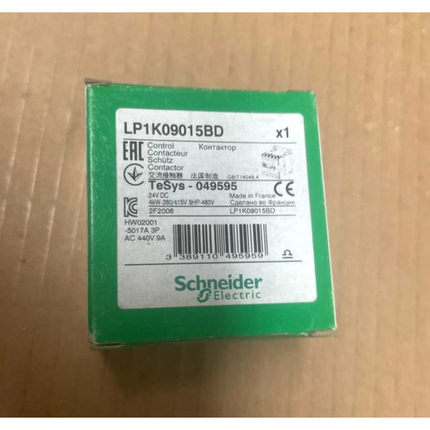 LP1K09015BD x1
EAC Control Контактор
Contacteur
Schütz
Contactor
交流接触器 法国制造 GB/T14048.4
TeSys - 049595 CE
24V DC Made in France
4kW-380/415V 5HP-480V Сделано во Франции
2F2006 LP1K09015BD
HW02001
-5017A 3P
AC 440V 9A
3 389110 495959
Schneider
Electric